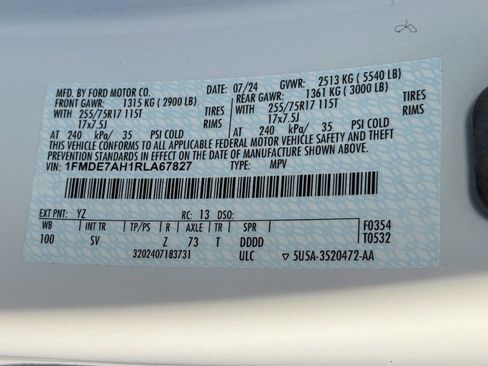 MFD. BY FORD MOTOR CO. DATE: 07/24 GVWR: 2513 KG ( 5540 LB)
FRONT GAWR: 1315 KG ( 2900 LB) REAR GAWR: 1361 KG ( 3000 LB)
WITH 255/75R17 115T TIRES WITH 255/75R17 115T TIRES
17x7.5J RIMS 17x7.5J RIMS
AT 240 kPa/ 35 PSI COLD AT 240 kPa/ 35 PSI COLD
THIS VEHICLE CONFORMS TO ALL APPLICABLE FEDERAL MOTOR VEHICLE SAFETY AND THEFT
PREVENTION STANDARDS IN EFFECT ON THE DATE OF MANUFACTURE SHOWN ABOVE.
VIN: 1FMDE7AH1RLA67827 TYPE: MPV
EXT PNT: YZ RC: 13 DSO: F0354
WB INT TR TP/PS R AXLE TR SPR T0532
100 SV Z 73 T DDDD
3202407183731 ULC ▽ 5U5A-3520472-AA